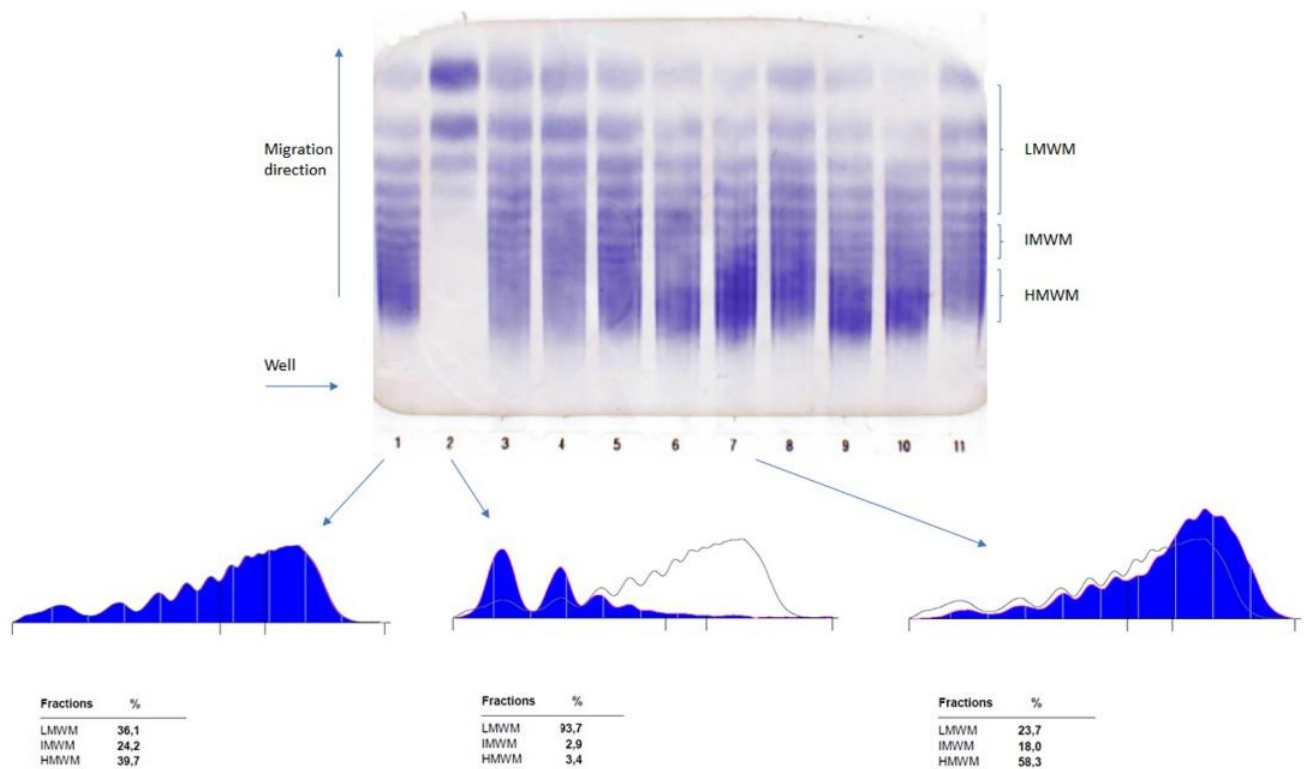 Migration
direction
LMWM
IMWM
HMWM
Well
1 2 3 4 5 6 7 8 9 10 11
Fractions %
LMWM 36,1
IMWM 24,2
HMWM 39,7
Fractions %
LMWM 93,7
IMWM 2,9
HMWM 3,4
Fractions %
LMWM 23,7
IMWM 18,0
HMWM 58,3